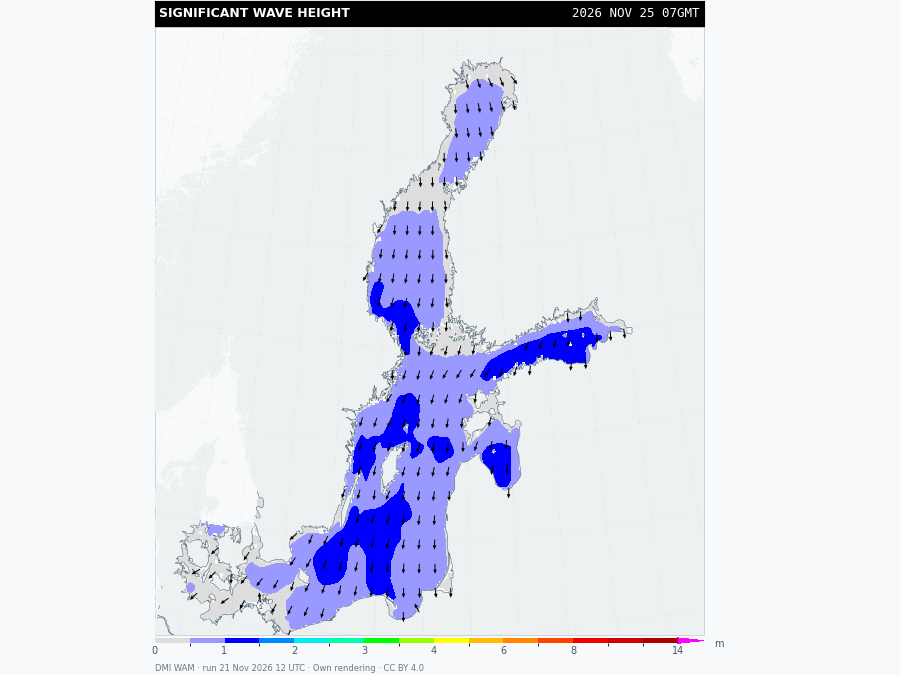 SIGNIFICANT WAVE HEIGHT 2026 NOV 25 07GMT
0 1 2 3 4 6 8 14 m
DMI WAM · run 21 Nov 2026 12 UTC · Own rendering · CC BY 4.0